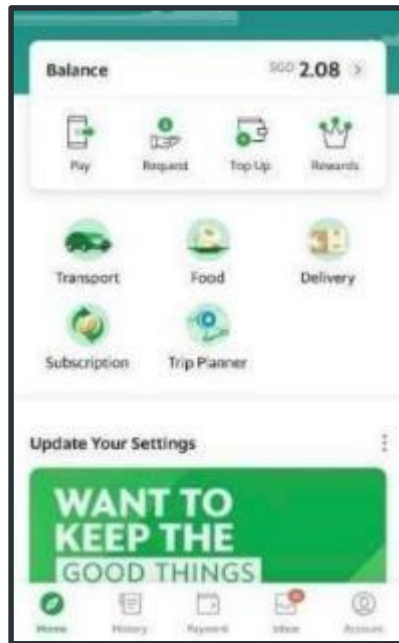 Balance SGD 2.08 >
Pay Request Top Up Rewards
Transport Food Delivery
Subscription Trip Planner
Update Your Settings
WANT TO
KEEP THE
GOOD THINGS
Home History Payment Inbox Account